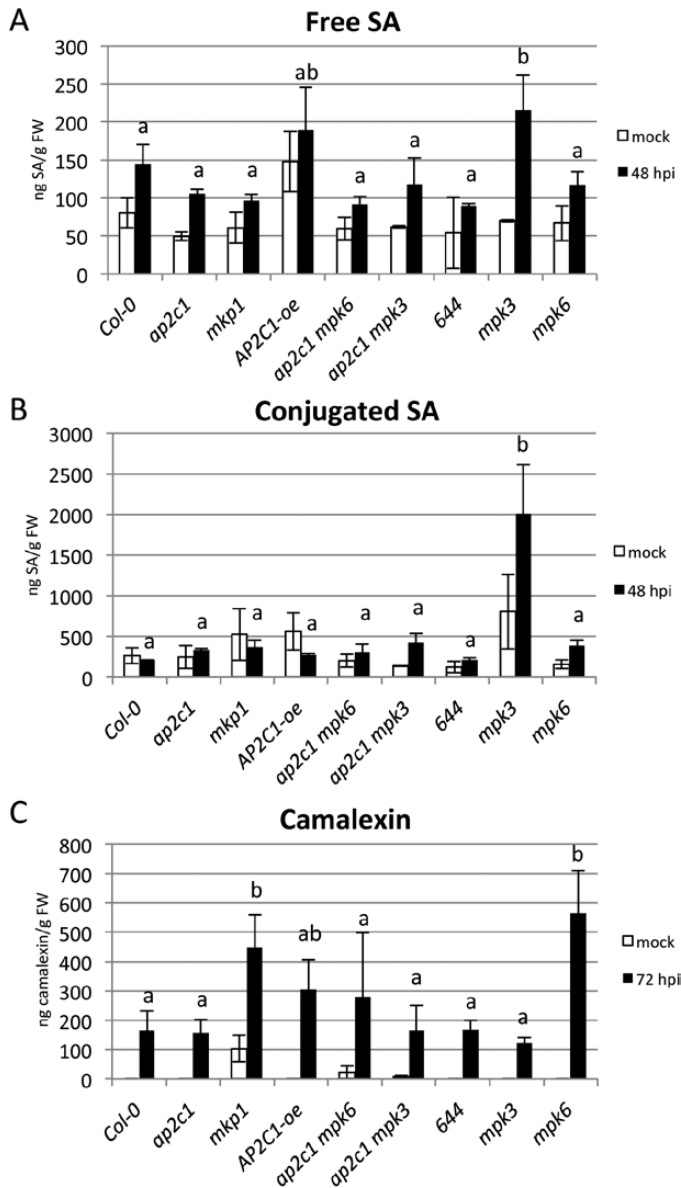 A
Free SA
300
250
200
150
100
50
0
ng SA/g FW
a
a
a
ab
a
a
a
b
a
mock
48 hpi
Col-0
ap2c1
mkp1
AP2C1-oe
ap2c1 mpk6
ap2c1 mpk3
644
mpk3
mpk6
B
Conjugated SA
3000
2500
2000
1500
1000
500
0
ng SA/g FW
a
a
a
a
a
a
a
b
a
mock
48 hpi
Col-0
ap2c1
mkp1
AP2C1-oe
ap2c1 mpk6
ap2c1 mpk3
644
mpk3
mpk6
C
Camalexin
800
700
600
500
400
300
200
100
0
ng camalexin/g FW
a
a
b
ab
a
a
a
a
b
mock
72 hpi
Col-0
ap2c1
mkp1
AP2C1-oe
ap2c1 mpk6
ap2c1 mpk3
644
mpk3
mpk6